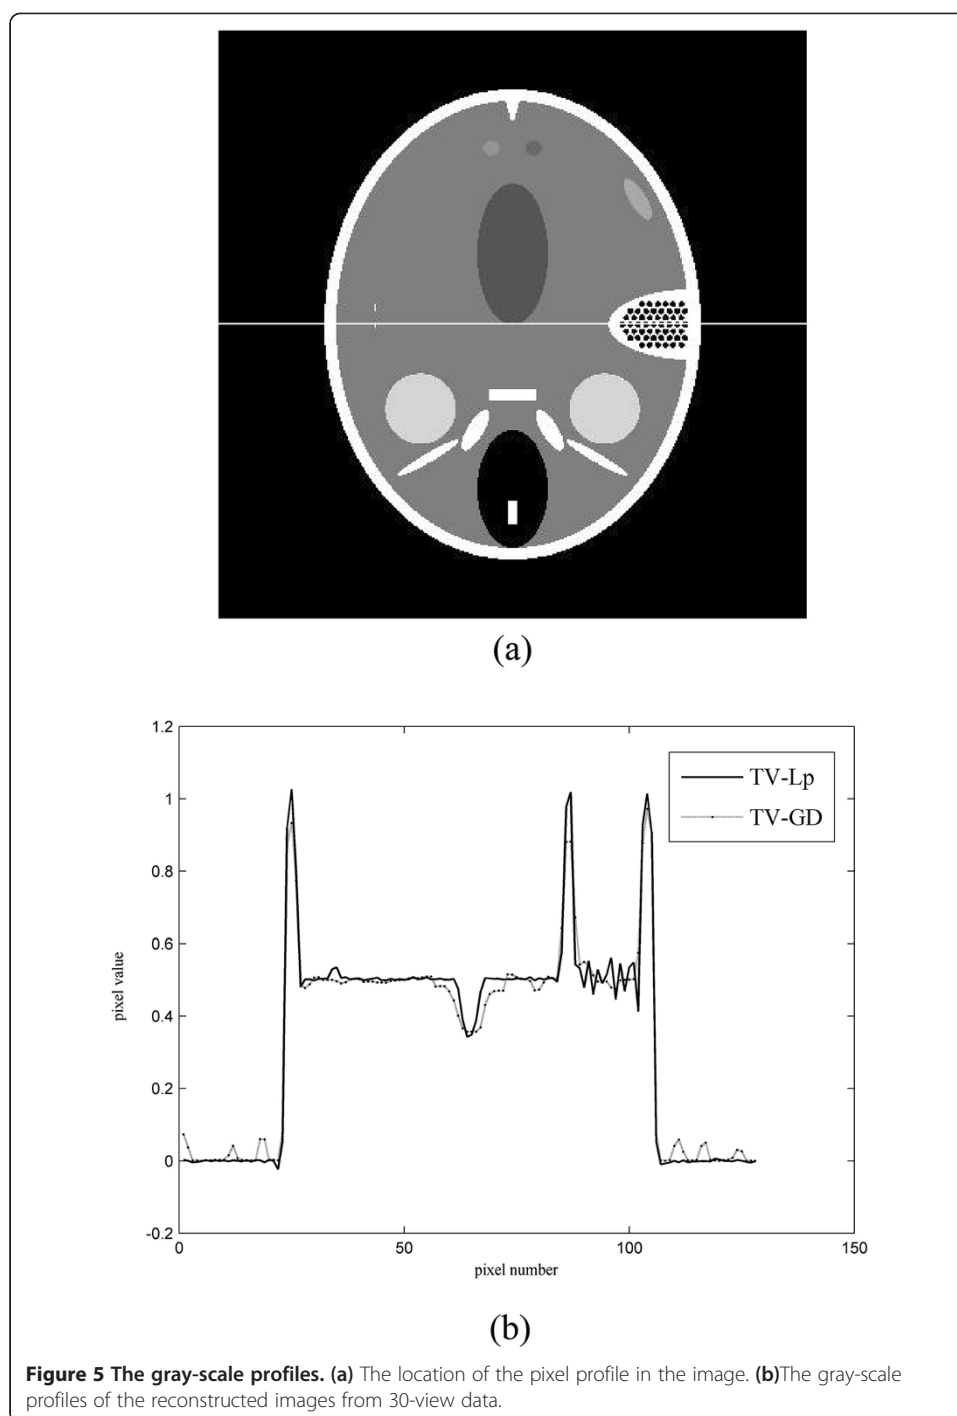 (a)
1.2
1
0.8
0.6
0.4
0.2
0
-0.2
pixel value
TV-Lp
TV-GD
0
50
100
150
pixel number
(b)
Figure 5 The gray-scale profiles. (a) The location of the pixel profile in the image. (b)The gray-scale
profiles of the reconstructed images from 30-view data.